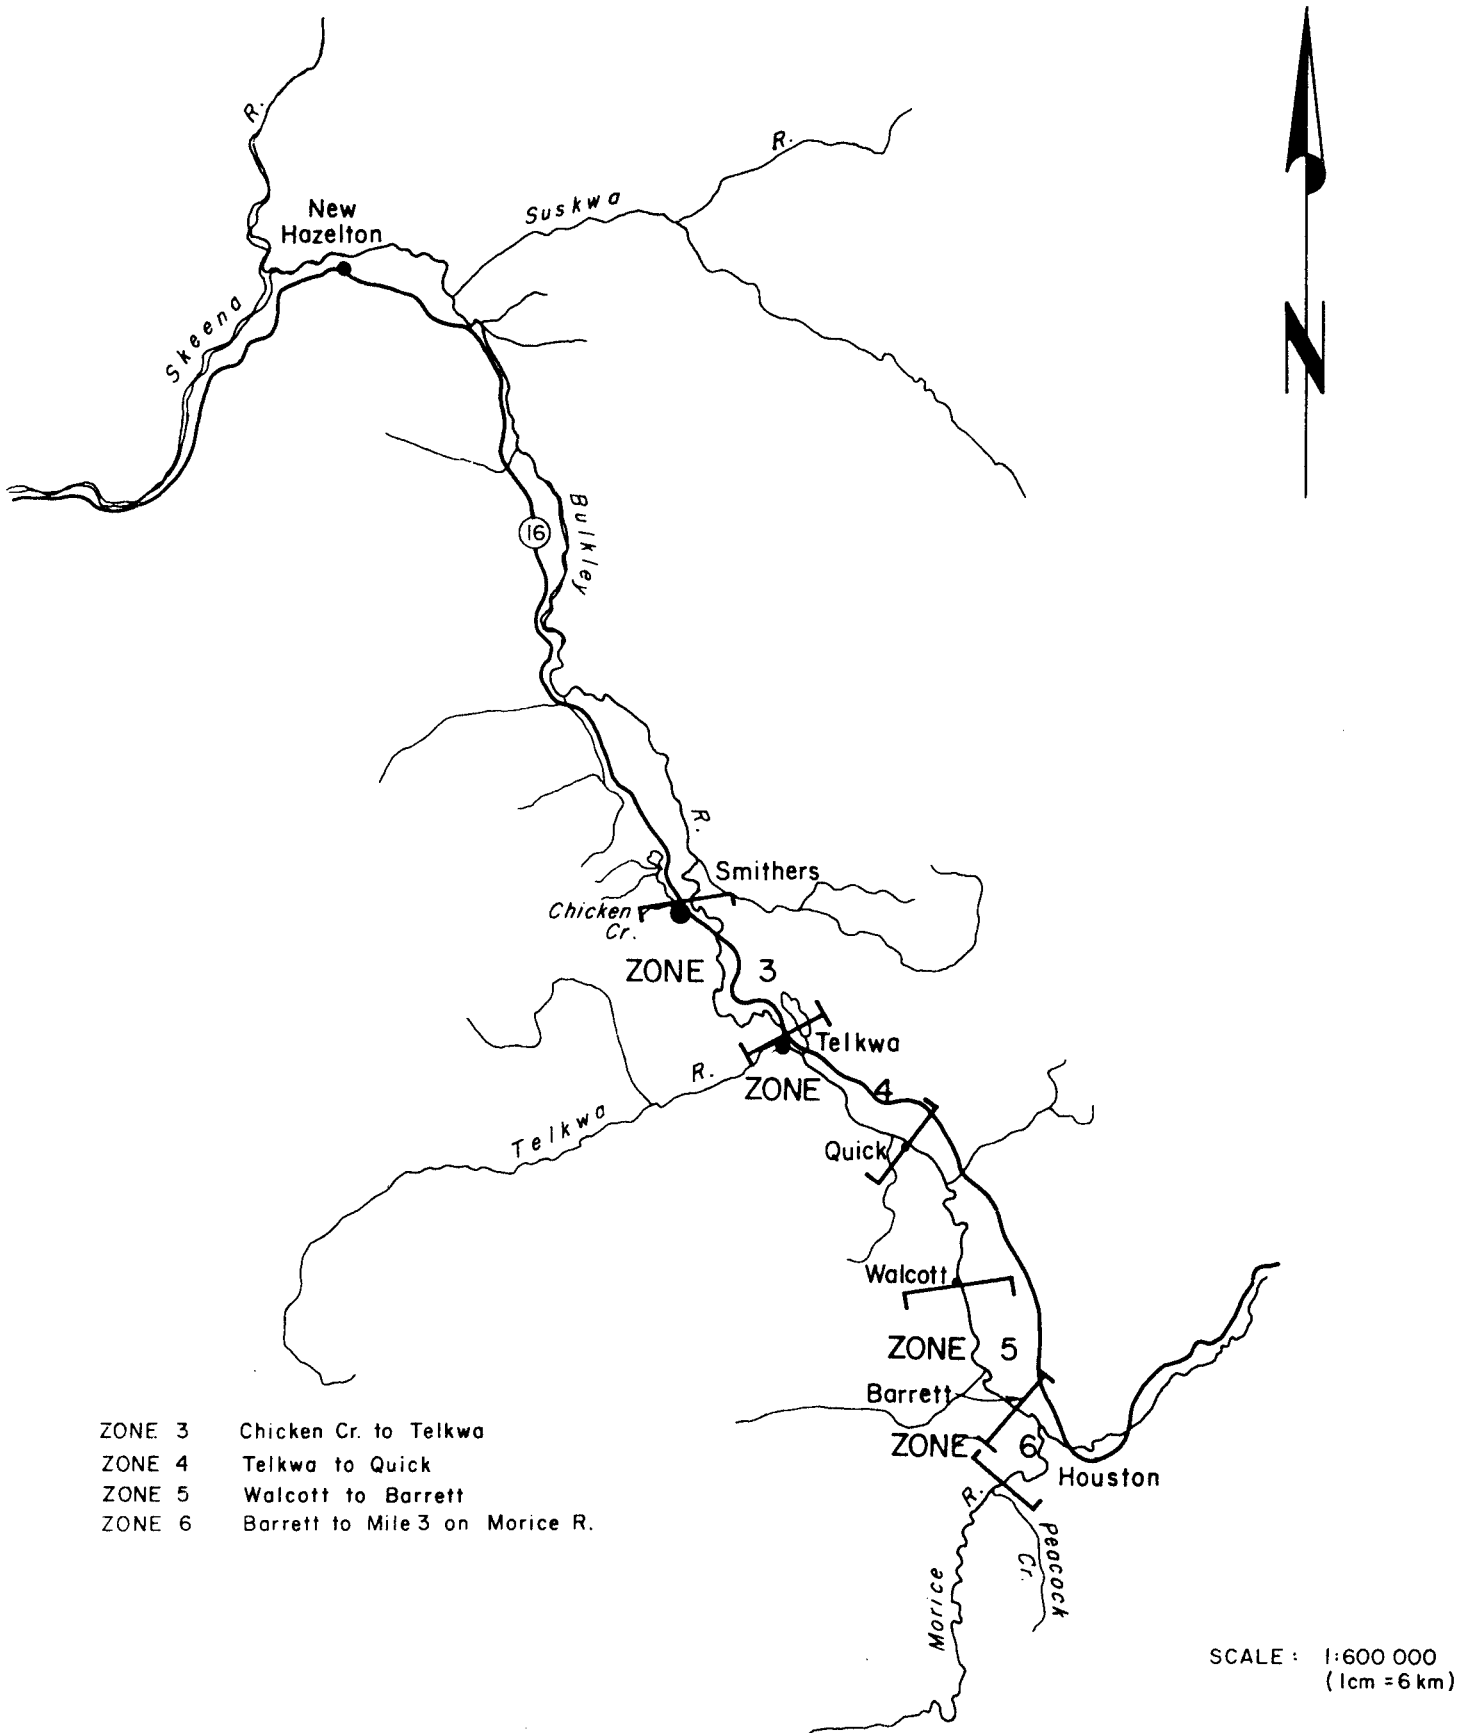 R.
R.
Suskwa
New
Hazelton
Skeena
N
Bulkley
16
R.
Smithers
Chicken
Cr.
ZONE 3
Telkwa
R.
ZONE 4
Telkwa
Quick
Walcott
ZONE 5
Barrett
ZONE 6
Houston
R.
Peacock
Cr.
Morice
ZONE 3 Chicken Cr. to Telkwa
ZONE 4 Telkwa to Quick
ZONE 5 Walcott to Barrett
ZONE 6 Barrett to Mile 3 on Morice R.
SCALE : 1:600 000
(1cm = 6 km)